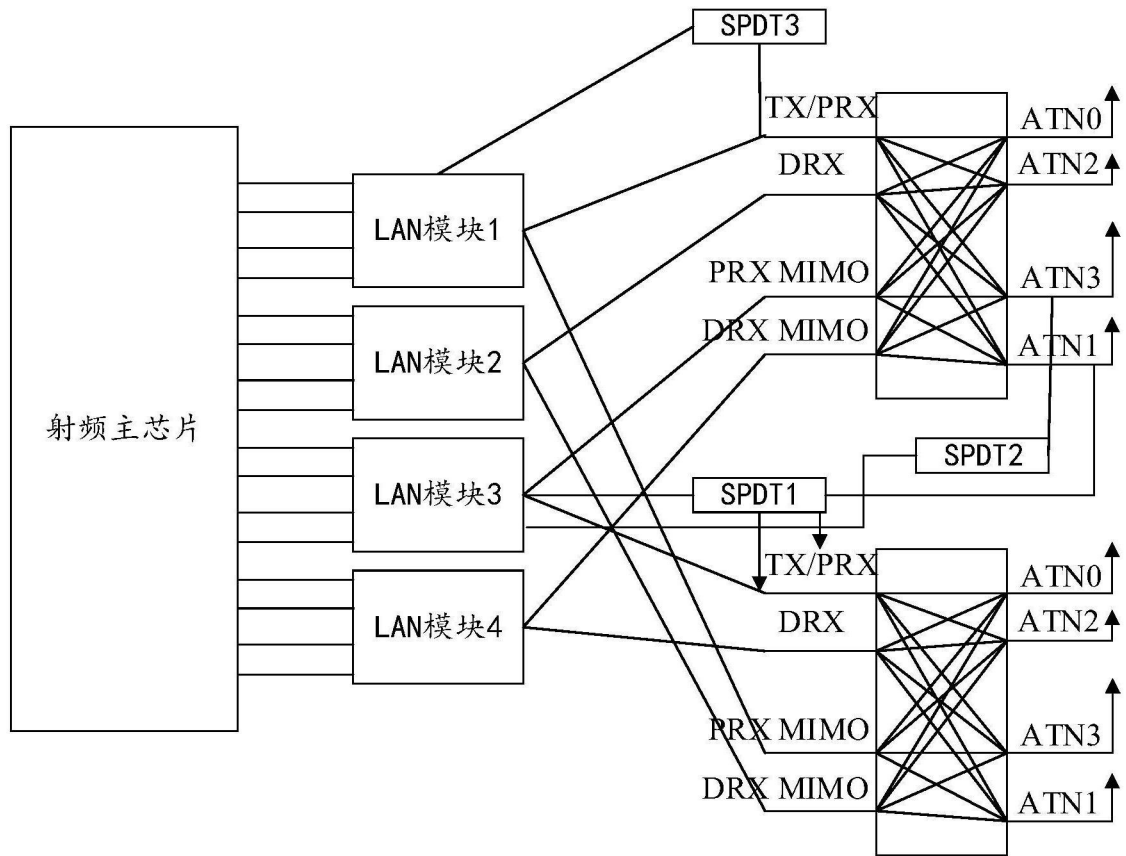 SPDT3
TX/PRX
ATN0
DRX
ATN2
LAN模块1
PRX MIMO
ATN3
DRX MIMO
ATN1
LAN模块2
射频主芯片
SPDT2
LAN模块3
SPDT1
TX/PRX
ATN0
DRX
ATN2
LAN模块4
PRX MIMO
ATN3
DRX MIMO
ATN1